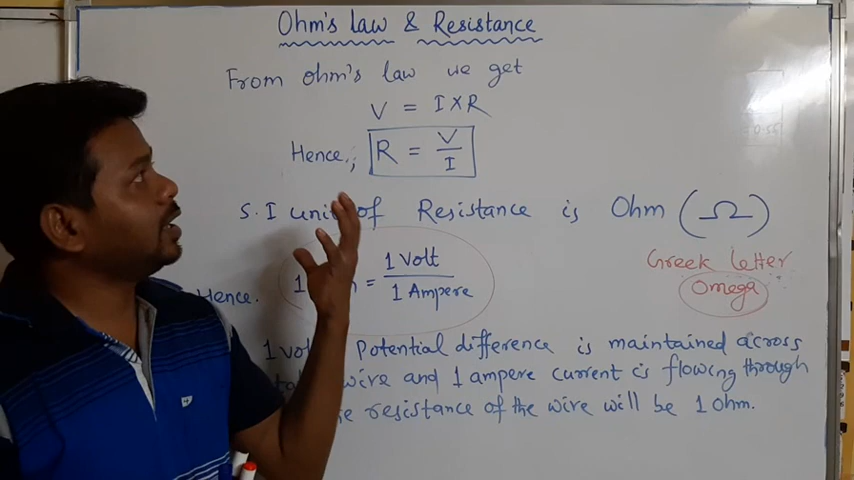 Ohm's law & Resistance
From ohm's law we get
V = I X R
Hence,; R = V/I
S.I unit of Resistance is Ohm (Ω)
Greek letter
Omega
Hence. 1 = 1 Volt / 1 Ampere
1 volt Potential difference is maintained across
wire and 1 ampere current is flowing through
resistance of the wire will be 1 Ohm.